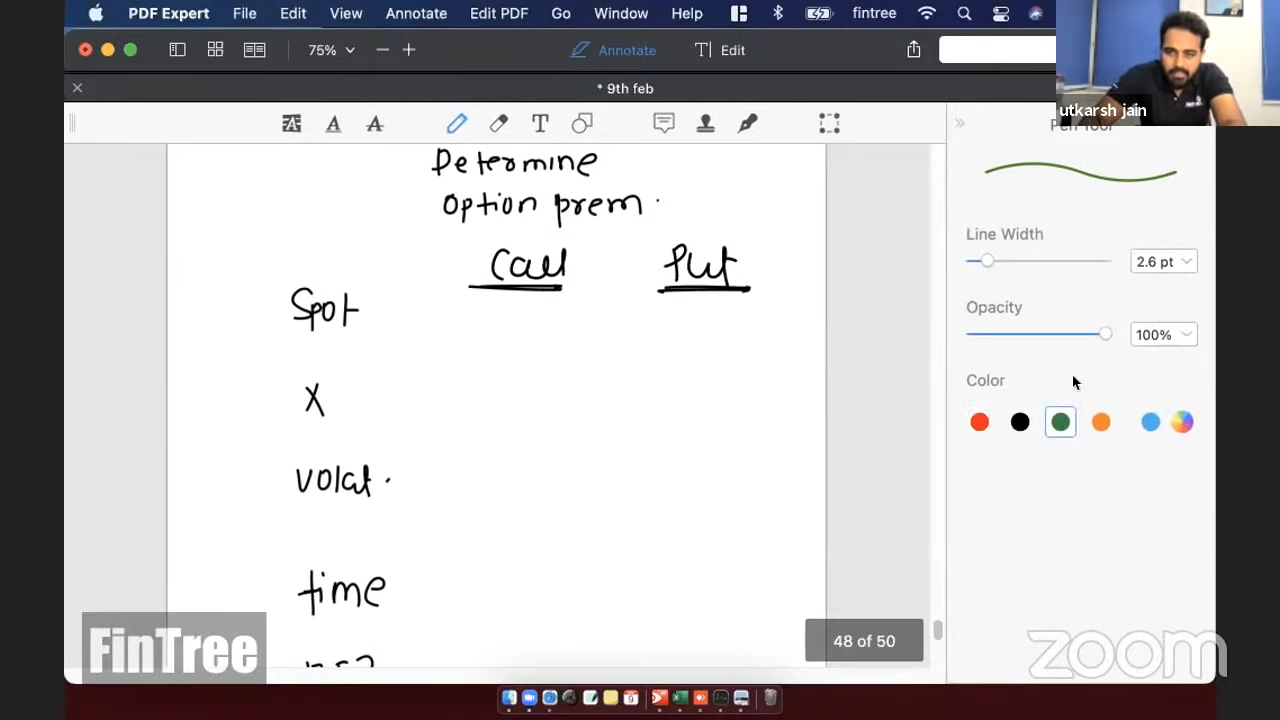 PDF Expert File Edit View Annotate Edit PDF Go Window Help fintree
75% Annotate Edit
* 9th feb
utkarsh jain
Pen Tool
Determine
Option prem.
Call Put
Spot
X
volat.
time
Line Width
2.6 pt
Opacity
100%
Color
48 of 50
FinTree
zoom